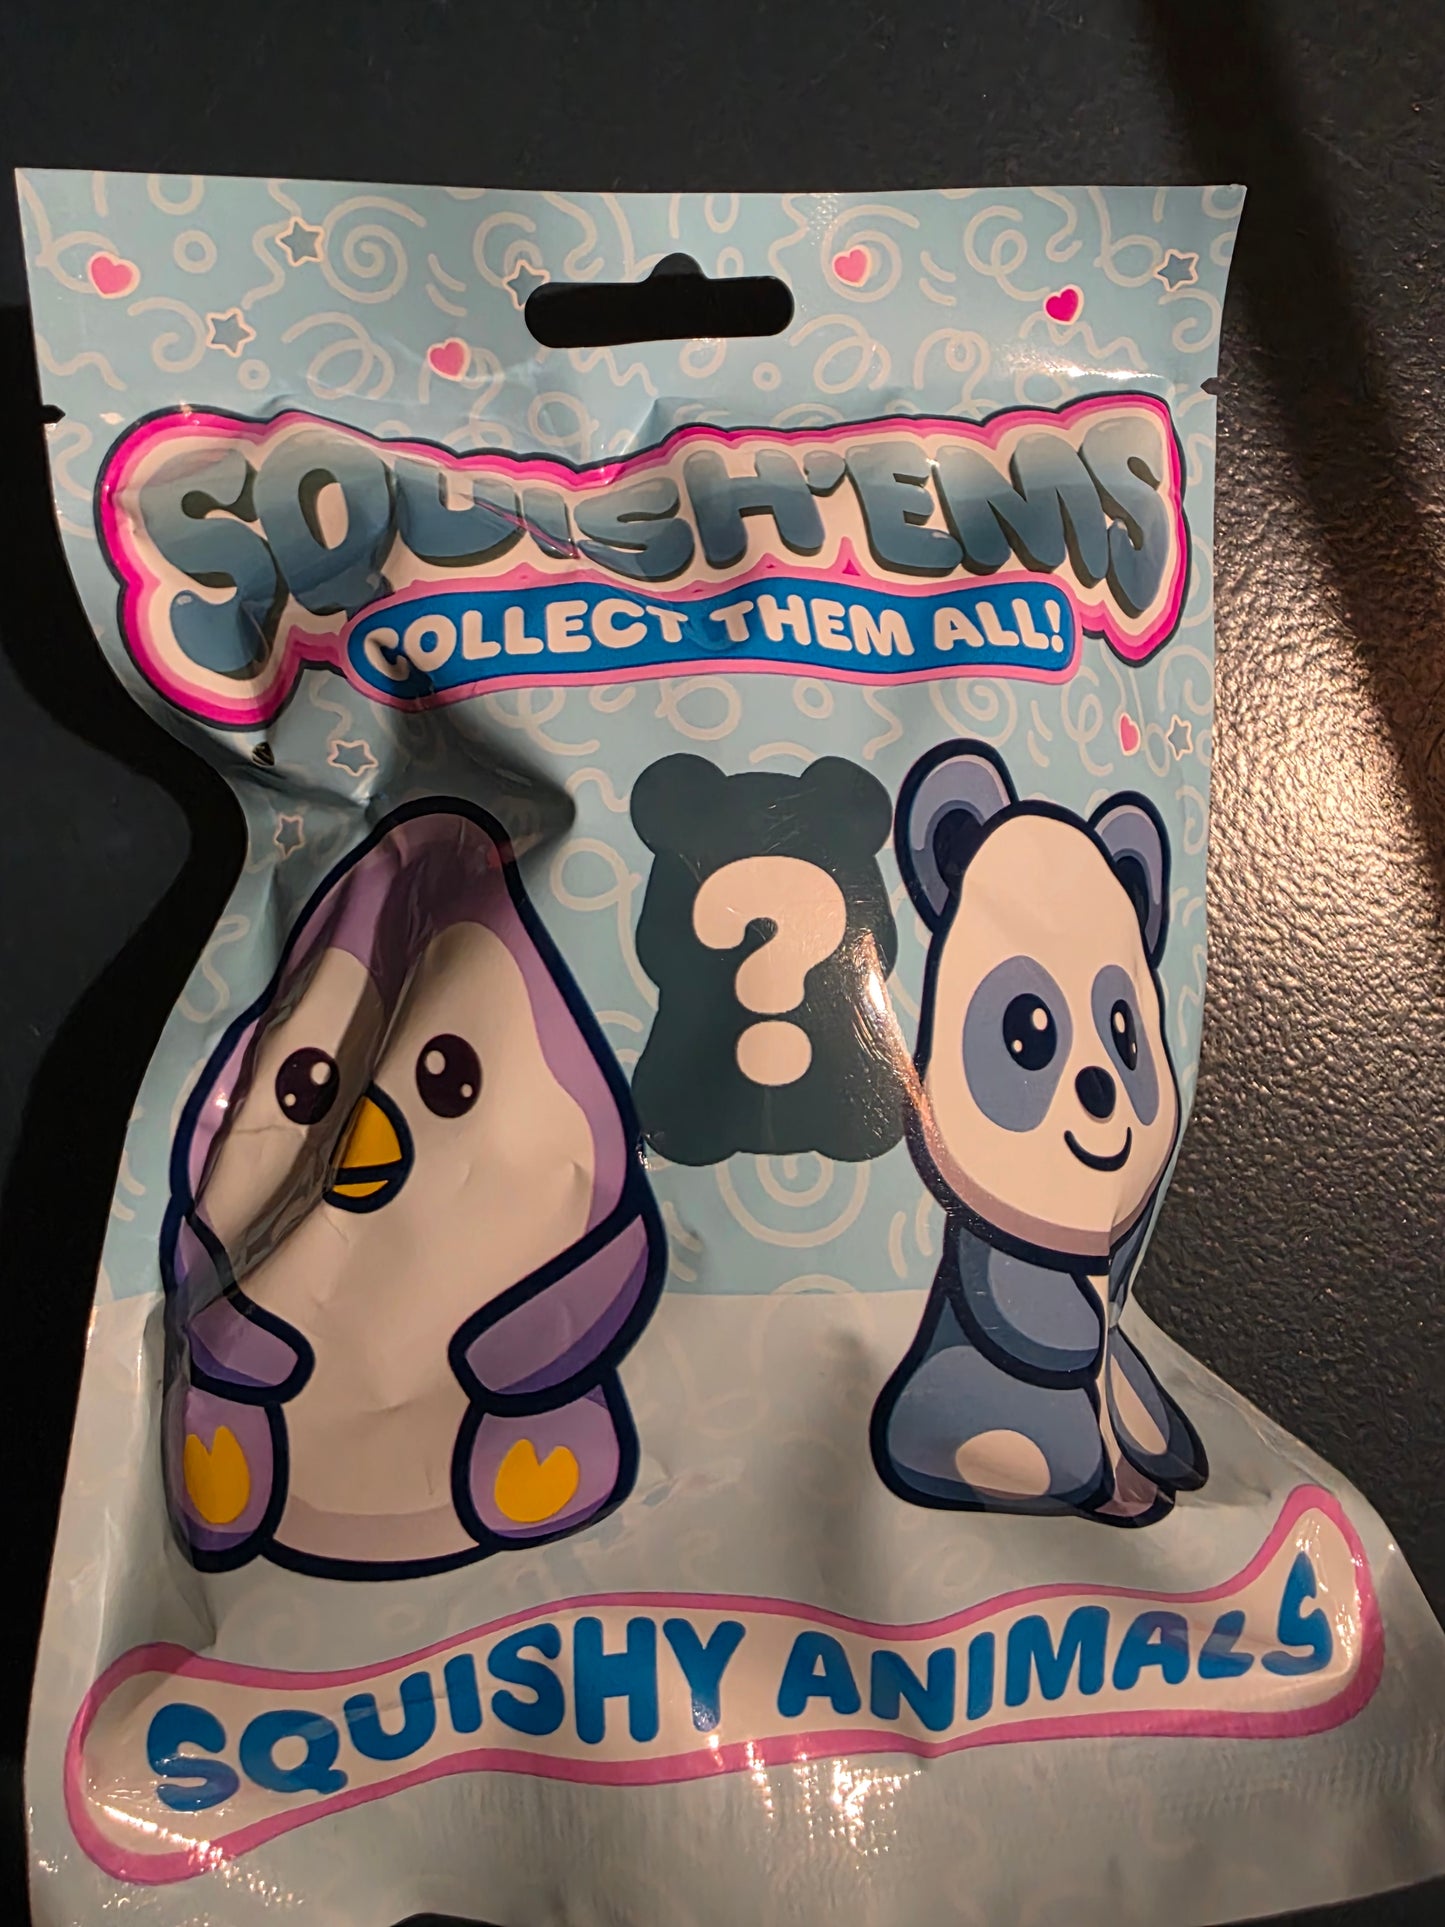 SQUISH'EMS
COLLECT THEM ALL!
?
SQUISHY ANIMALS